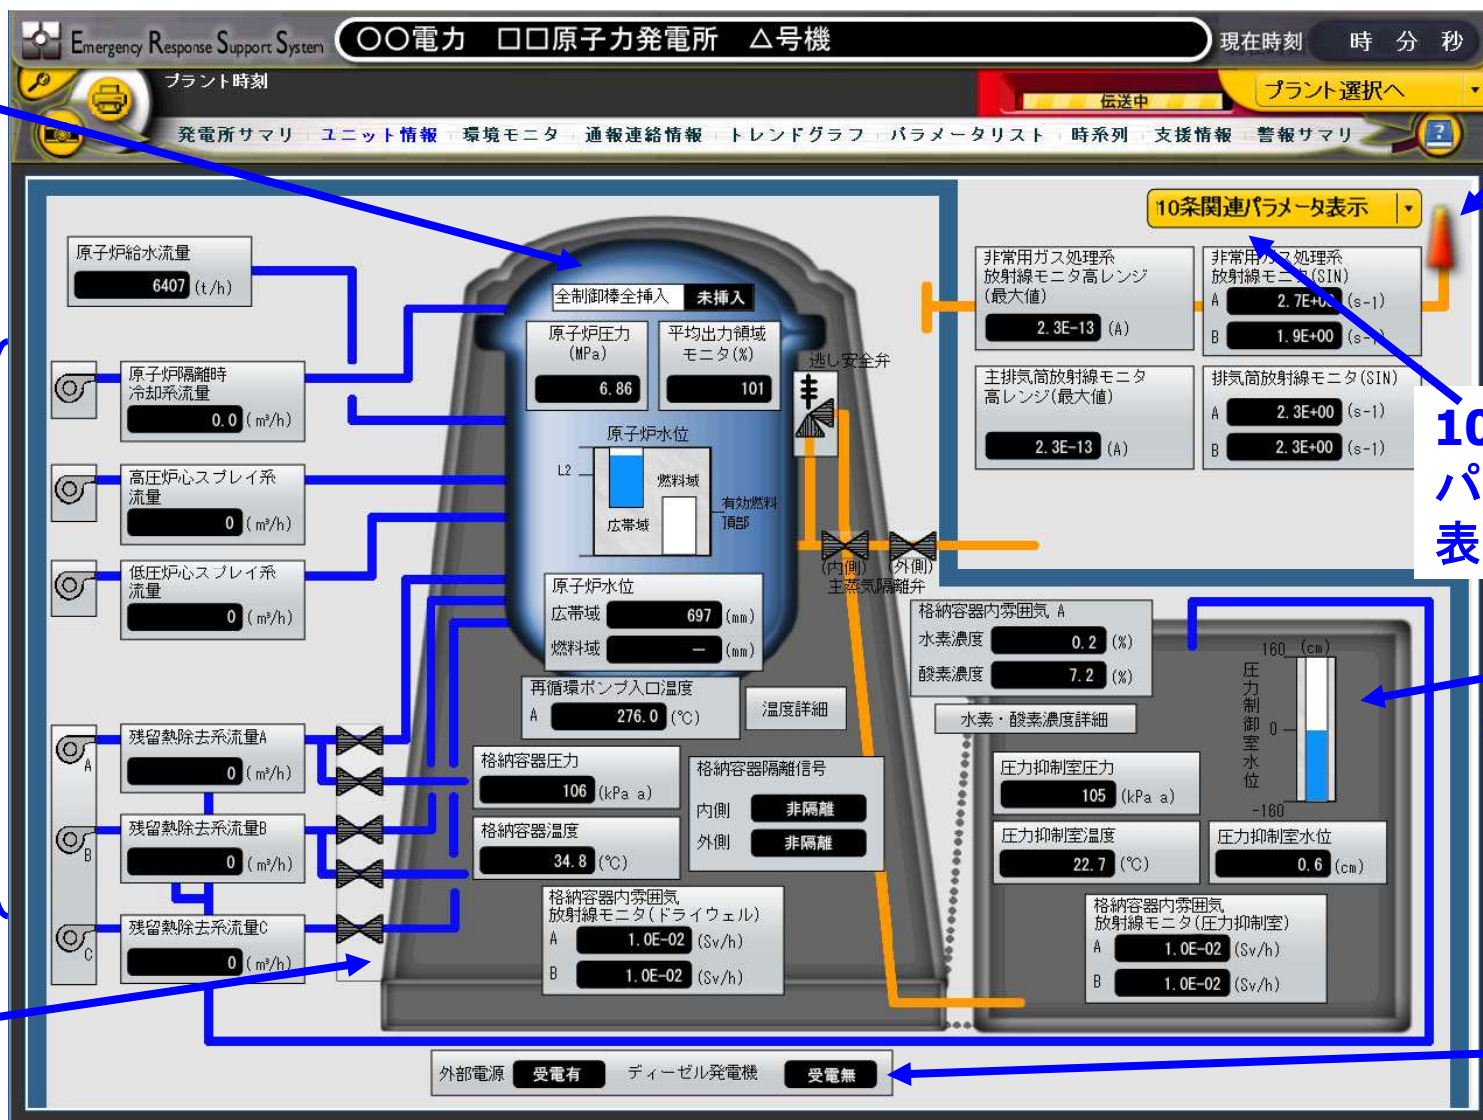 Emergency Response Support System
〇〇電力 □□原子力発電所 △号機
現在時刻 時 分 秒
プラント時刻
伝送中
プラント選択へ
発電所サマリ ユニット情報 環境モニタ 通報連絡情報 トレンドグラフ パラメータリスト 時系列 支援情報 警報サマリ
?
10条関連パラメータ表示
原子炉給水流量
6407 (t/h)
原子炉隔離時
冷却系流量
0.0 (m³/h)
高圧炉心スプレイ系
流量
0 (m³/h)
低圧炉心スプレイ系
流量
0 (m³/h)
全制御棒全挿入 未挿入
原子炉圧力
(MPa)
6.86
平均出力領域
モニタ(%)
101
逃し安全弁
原子炉水位
L2
燃料域
広帯域
有効燃料
頂部
原子炉水位
広帯域 697 (mm)
燃料域 — (mm)
(内側) (外側)
主蒸気隔離弁
非常用ガス処理系
放射線モニタ高レンジ
(最大値)
2.3E-13 (A)
非常用ガス処理系
放射線モニタ(SIN)
A 2.7E+00 (s-1)
B 1.9E+00 (s-1)
主排気筒放射線モニタ
高レンジ(最大値)
2.3E-13 (A)
排気筒放射線モニタ(SIN)
A 2.3E+00 (s-1)
B 2.3E+00 (s-1)
10
パ
表
再循環ポンプ入口温度
A 276.0 (℃)
温度詳細
格納容器内雰囲気 A
水素濃度 0.2 (%)
酸素濃度 7.2 (%)
水素・酸素濃度詳細
160 (cm)
0
-160
圧力制御室水位
残留熱除去系流量A
0 (m³/h)
A
残留熱除去系流量B
0 (m³/h)
B
残留熱除去系流量C
0 (m³/h)
C
格納容器圧力
106 (kPa a)
格納容器温度
34.8 (℃)
格納容器隔離信号
内側 非隔離
外側 非隔離
圧力抑制室圧力
105 (kPa a)
圧力抑制室温度
22.7 (℃)
圧力抑制室水位
0.6 (cm)
格納容器内雰囲気
放射線モニタ(ドライウェル)
A 1.0E-02 (Sv/h)
B 1.0E-02 (Sv/h)
格納容器内雰囲気
放射線モニタ(圧力抑制室)
A 1.0E-02 (Sv/h)
B 1.0E-02 (Sv/h)
外部電源 受電有 ディーゼル発電機 受電無